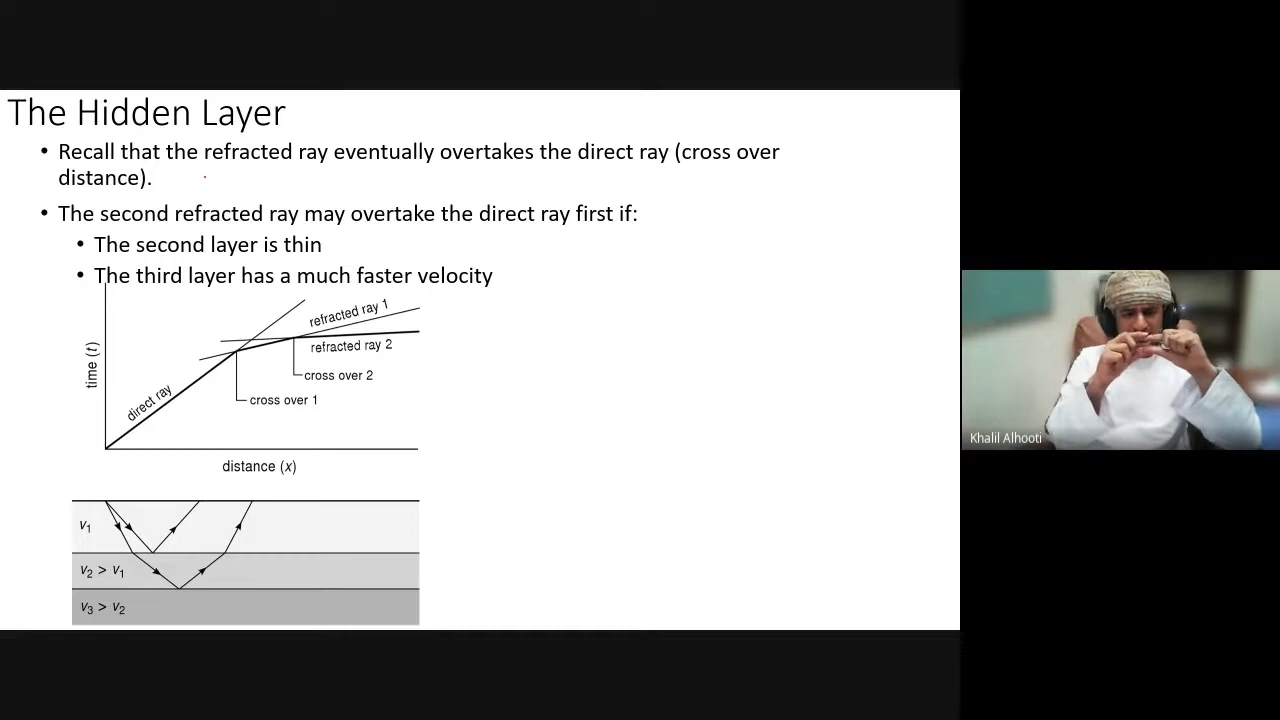 The Hidden Layer
• Recall that the refracted ray eventually overtakes the direct ray (cross over
distance).
• The second refracted ray may overtake the direct ray first if:
• The second layer is thin
• The third layer has a much faster velocity
refracted ray 1
refracted ray 2
time (t)
direct ray
cross over 2
cross over 1
distance (x)
v₁
v₂ > v₁
v₃ > v₂
Khalil Alhooti